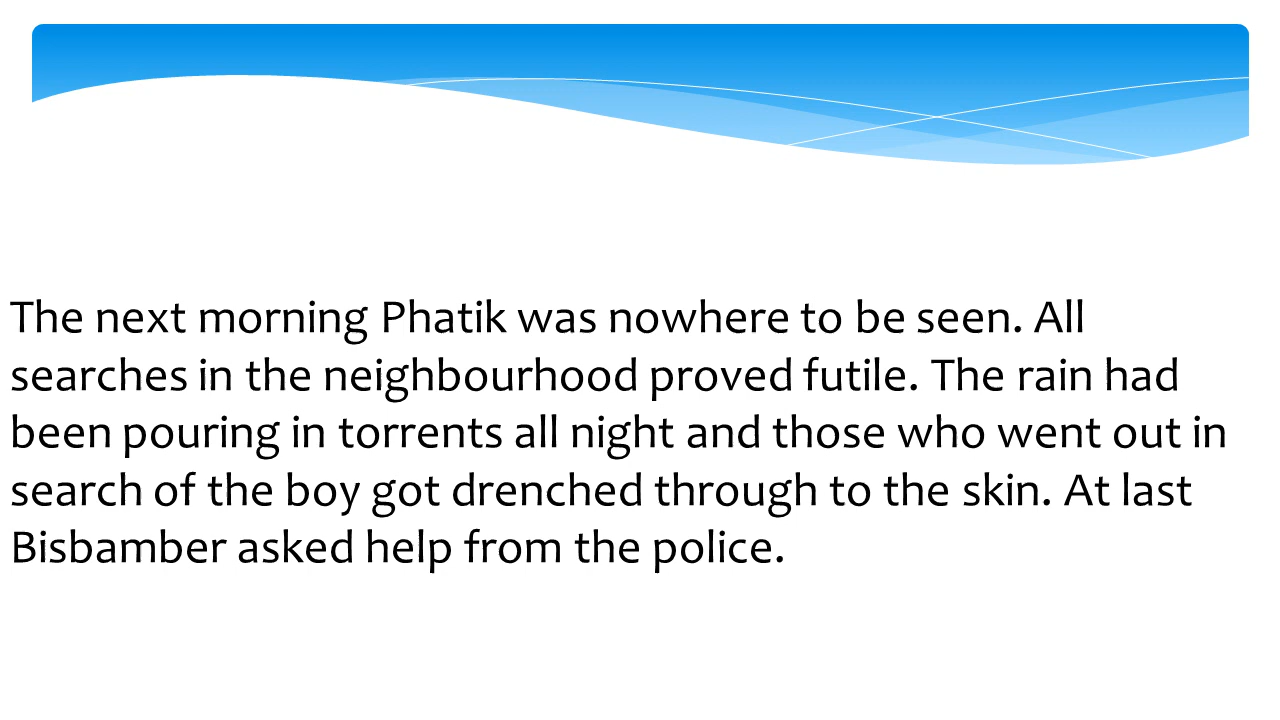 The next morning Phatik was nowhere to be seen. All
searches in the neighbourhood proved futile. The rain had
been pouring in torrents all night and those who went out in
search of the boy got drenched through to the skin. At last
Bisbamber asked help from the police.